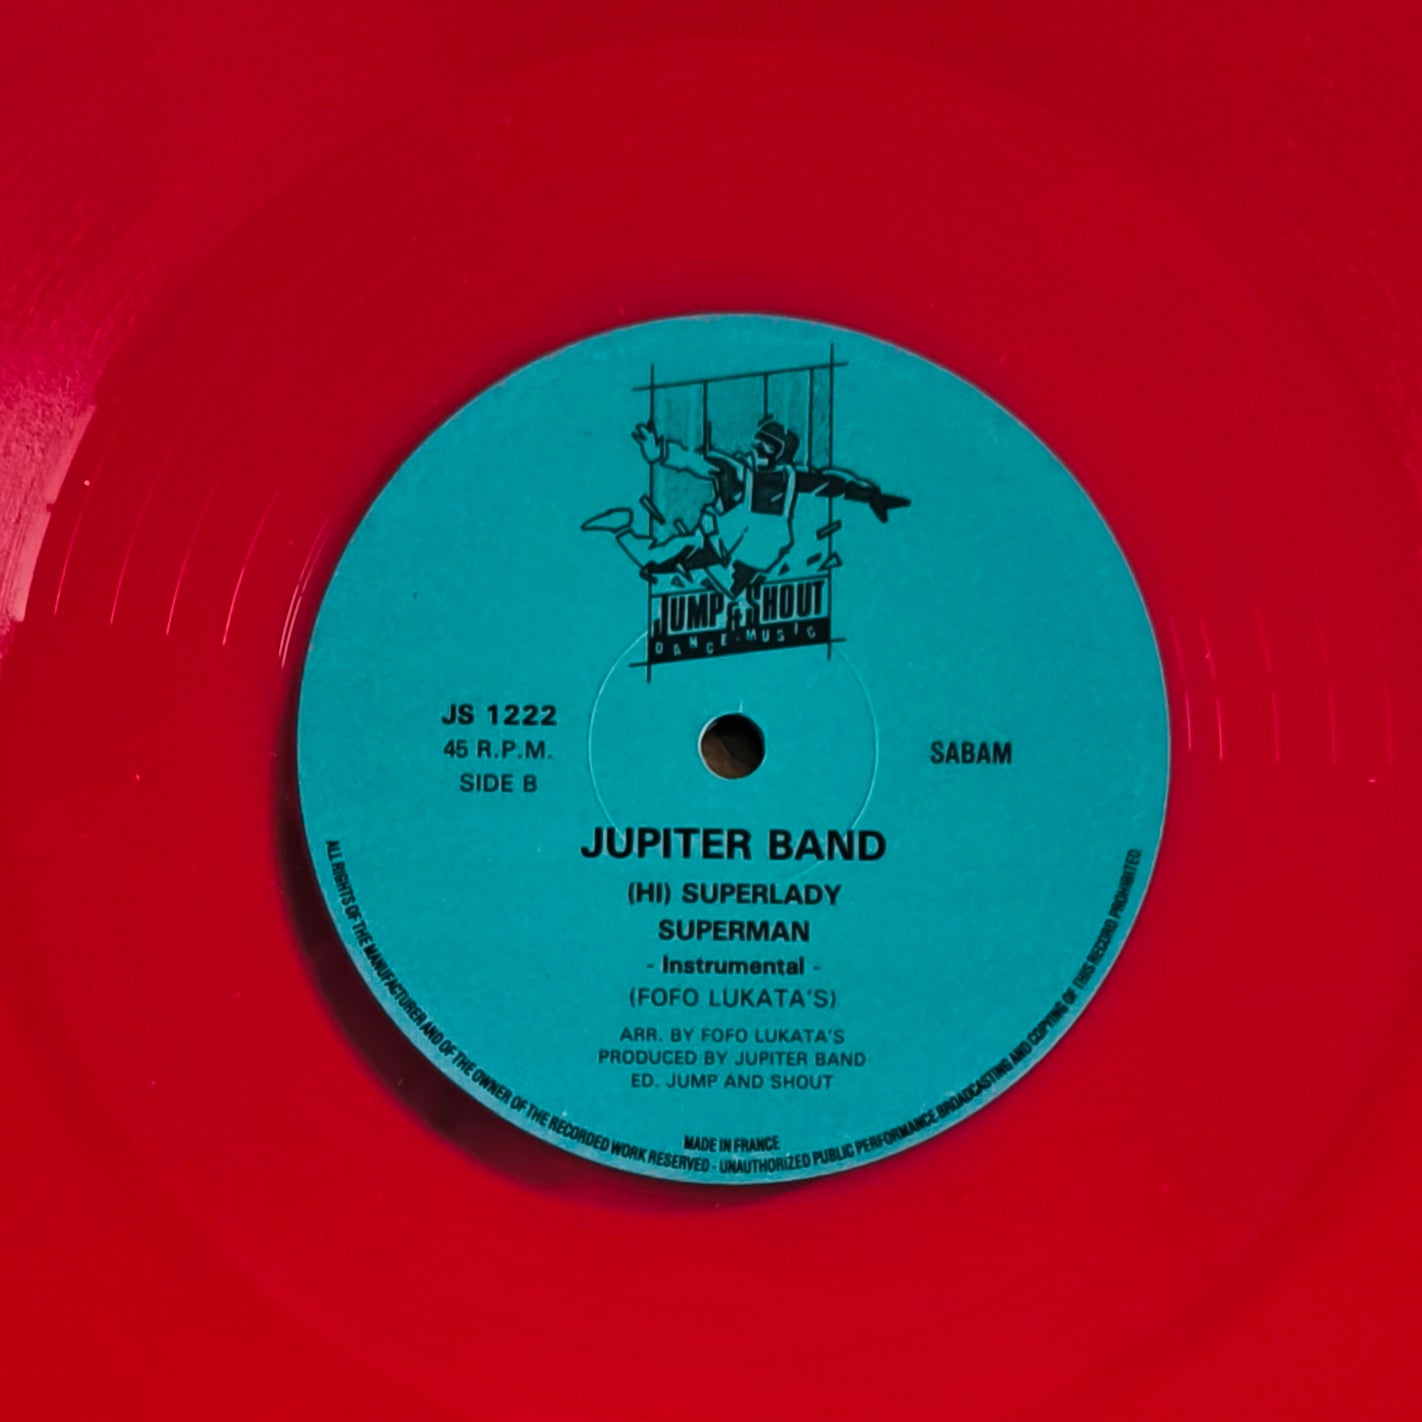 JUMP & SHOUT
DANCE-MUSIC
JS 1222
45 R.P.M.
SIDE B
SABAM
JUPITER BAND
(HI) SUPERLADY
SUPERMAN
- Instrumental -
(FOFO LUKATA'S)
ARR. BY FOFO LUKATA'S
PRODUCED BY JUPITER BAND
ED. JUMP AND SHOUT
MADE IN FRANCE
ALL RIGHTS OF THE MANUFACTURER AND OF THE OWNER OF THE RECORDED WORK RESERVED - UNAUTHORIZED PUBLIC PERFORMANCE BROADCASTING AND COPYING OF THIS RECORD PROHIBITED